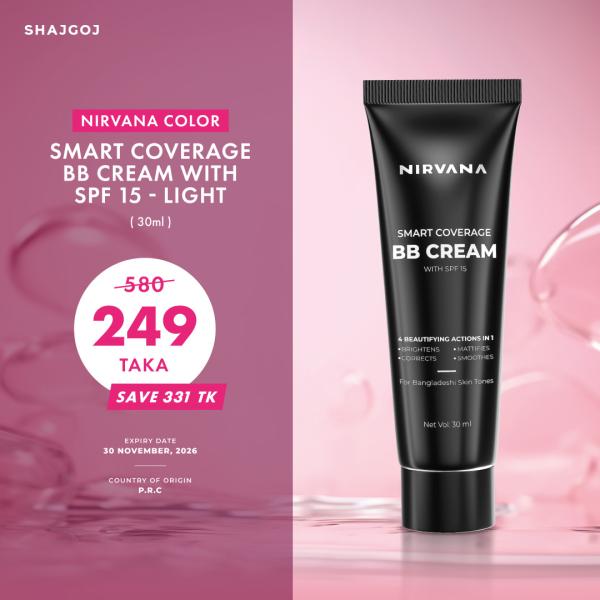 SHAJGOJ
NIRVANA COLOR
SMART COVERAGE
BB CREAM WITH
SPF 15 - LIGHT
( 30ml )
580
249
TAKA
SAVE 331 TK
EXPIRY DATE
30 NOVEMBER, 2026
COUNTRY OF ORIGIN
P.R.C
NIRVANA
SMART COVERAGE
BB CREAM
WITH SPF 15
4 BEAUTIFYING ACTIONS IN 1
•BRIGHTENS •MATTIFIES
•CORRECTS •SMOOTHES
For Bangladeshi Skin Tones
Net Vol: 30 ml